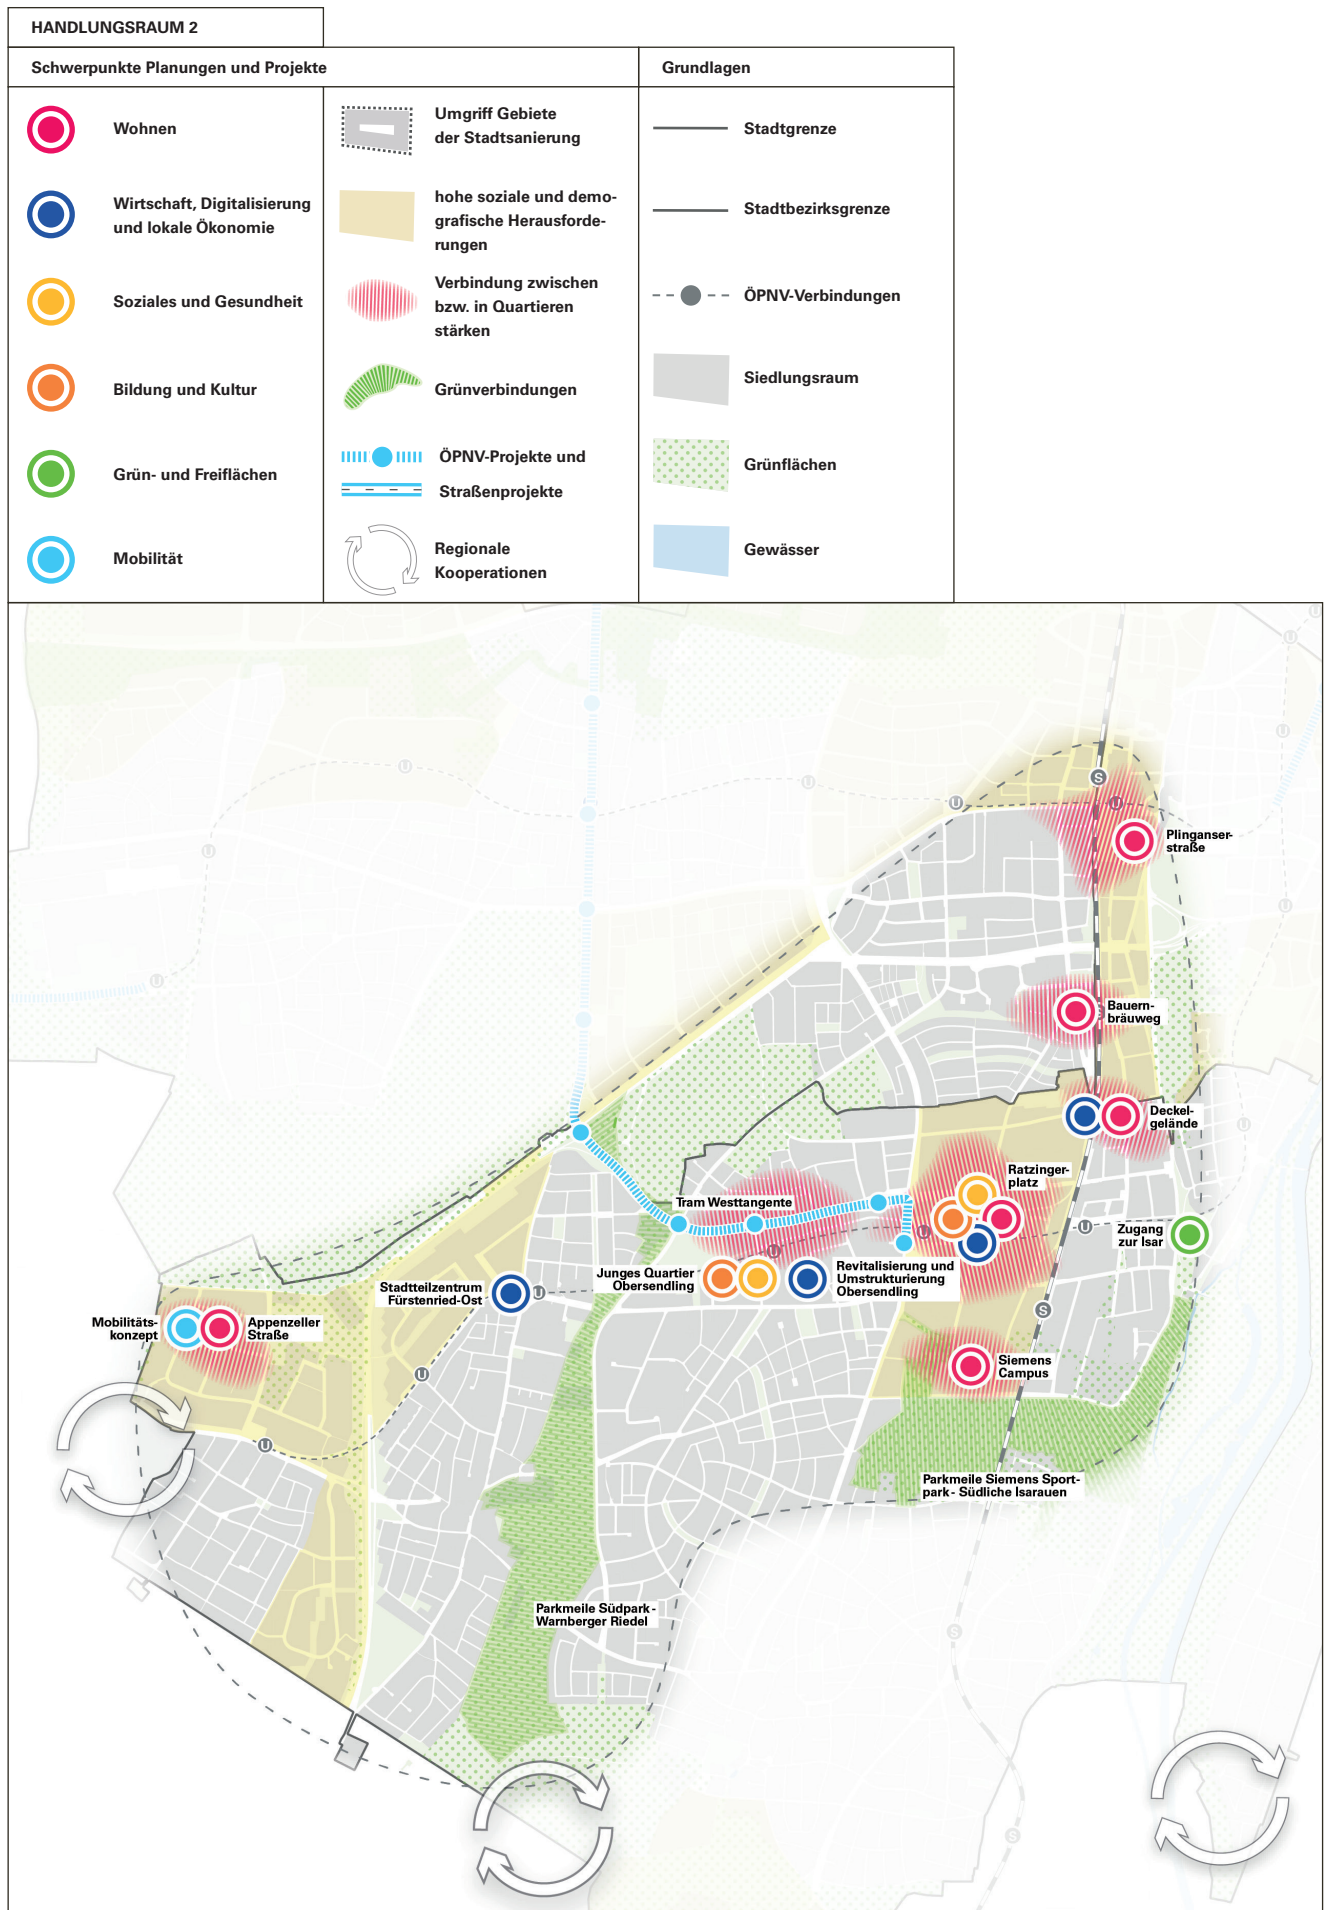 HANDLUNGSRAUM 2
Schwerpunkte Planungen und Projekte
Grundlagen
Wohnen
Wirtschaft, Digitalisierung
und lokale Ökonomie
Soziales und Gesundheit
Bildung und Kultur
Grün- und Freiflächen
Mobilität
Umgriff Gebiete
der Stadtsanierung
hohe soziale und demo-
grafische Herausforde-
rungen
Verbindung zwischen
bzw. in Quartieren
stärken
Grünverbindungen
ÖPNV-Projekte und
Straßenprojekte
Regionale
Kooperationen
Stadtgrenze
Stadtbezirksgrenze
ÖPNV-Verbindungen
Siedlungsraum
Grünflächen
Gewässer
U
U
U
U
U
S
U
U
U
Plinganser-
straße
U
U
U
Bauern-
bräuweg
S
Deckel-
gelände
U
Ratzinger-
platz
Tram Westtangente
U
U
U
Zugang
zur Isar
Junges Quartier
Obersendling
Revitalisierung und
Umstrukturierung
Obersendling
Stadtteilzentrum
Fürstenried-Ost
U
S
Mobilitäts-
konzept
Appenzeller
Straße
Siemens
Campus
U
U
Parkmeile Siemens Sport-
park - Südliche Isarauen
Parkmeile Südpark -
Warnberger Riedel
S
S